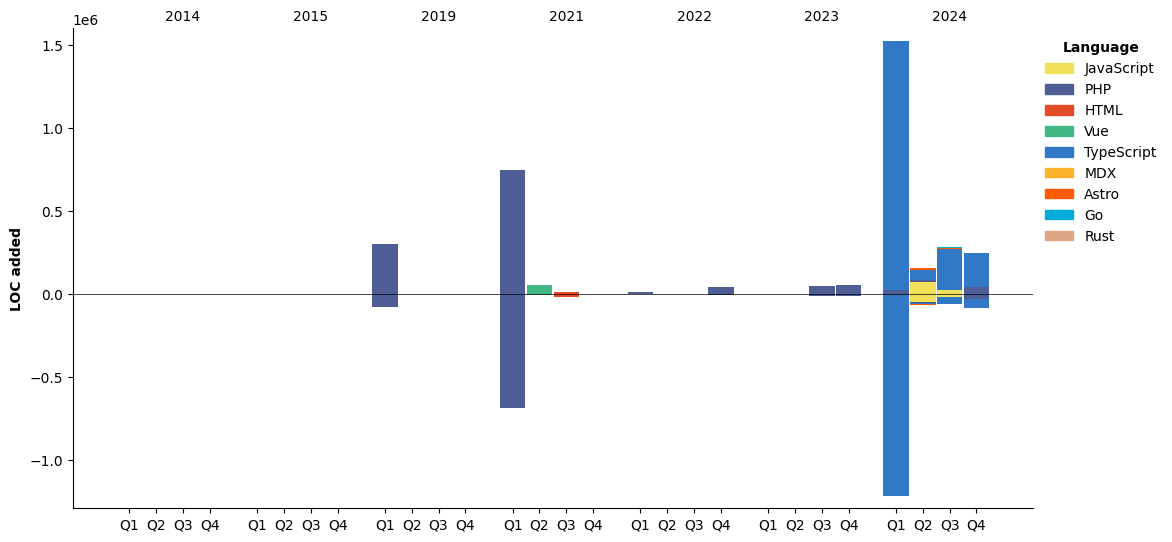 1e6
2014 2015 2019 2021 2022 2023 2024
LOC added
1.5
1.0
0.5
0.0
−0.5
−1.0
Q1 Q2 Q3 Q4 Q1 Q2 Q3 Q4 Q1 Q2 Q3 Q4 Q1 Q2 Q3 Q4 Q1 Q2 Q3 Q4 Q1 Q2 Q3 Q4 Q1 Q2 Q3 Q4
Language
JavaScript
PHP
HTML
Vue
TypeScript
MDX
Astro
Go
Rust